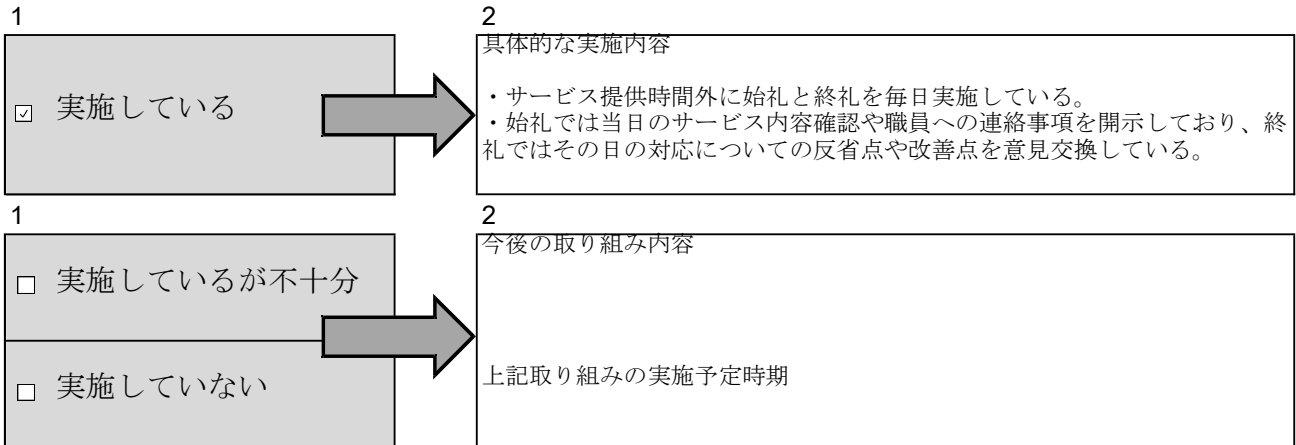 1
2
☑ 実施している
具体的な実施内容
・サービス提供時間外に始礼と終礼を毎日実施している。
・始礼では当日のサービス内容確認や職員への連絡事項を開示しており、終
礼ではその日の対応についての反省点や改善点を意見交換している。
1
2
☐ 実施しているが不十分
☐ 実施していない
今後の取り組み内容
上記取り組みの実施予定時期